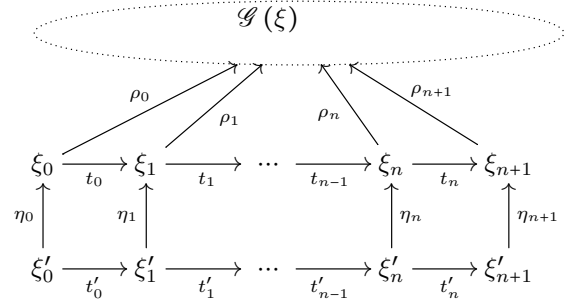 𝒢(ξ)
ρ₀ ρ₁ ρₙ ρₙ₊₁
ξ₀ ξ₁ ... ξₙ ξₙ₊₁
t₀ t₁ tₙ₋₁ tₙ
η₀ η₁ ηₙ ηₙ₊₁
ξ′₀ ξ′₁ ... ξ′ₙ ξ′ₙ₊₁
t′₀ t′₁ t′ₙ₋₁ t′ₙ